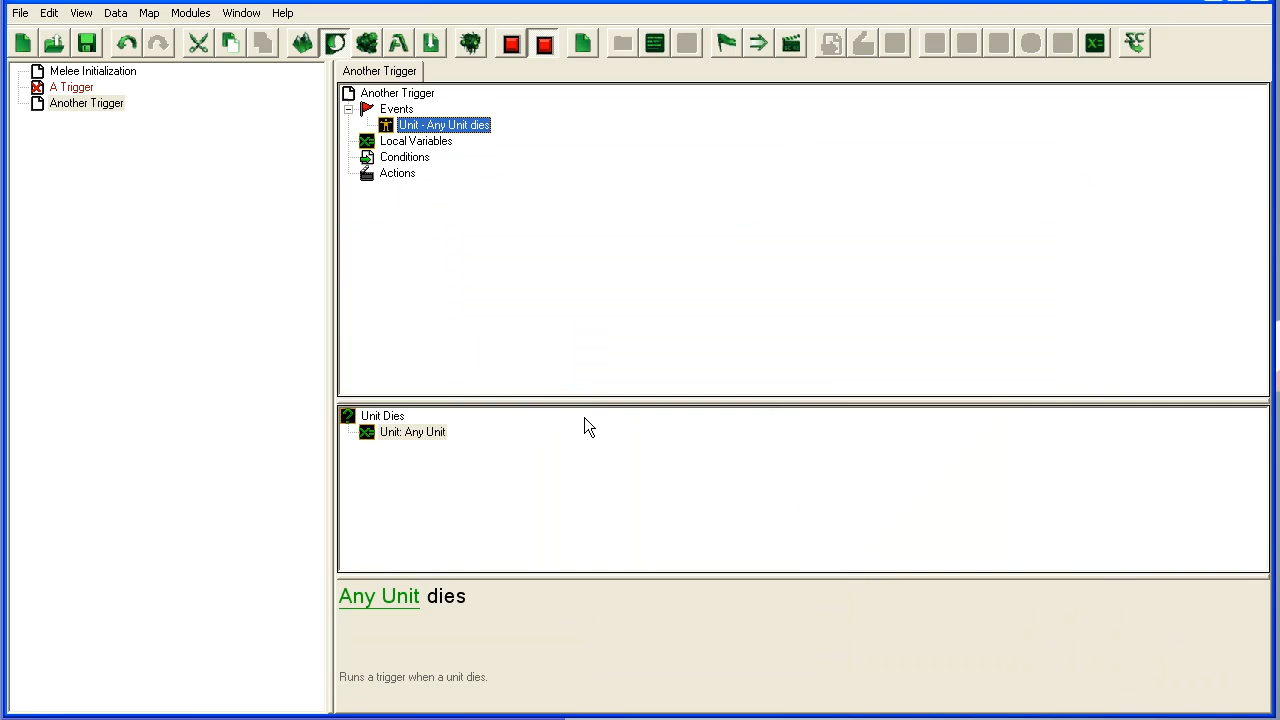 File Edit View Data Map Modules Window Help
Melee Initialization
A Trigger
Another Trigger
Another Trigger
Another Trigger
Events
Unit - Any Unit dies
Local Variables
Conditions
Actions
Unit Dies
Unit: Any Unit
Any Unit dies
Runs a trigger when a unit dies.